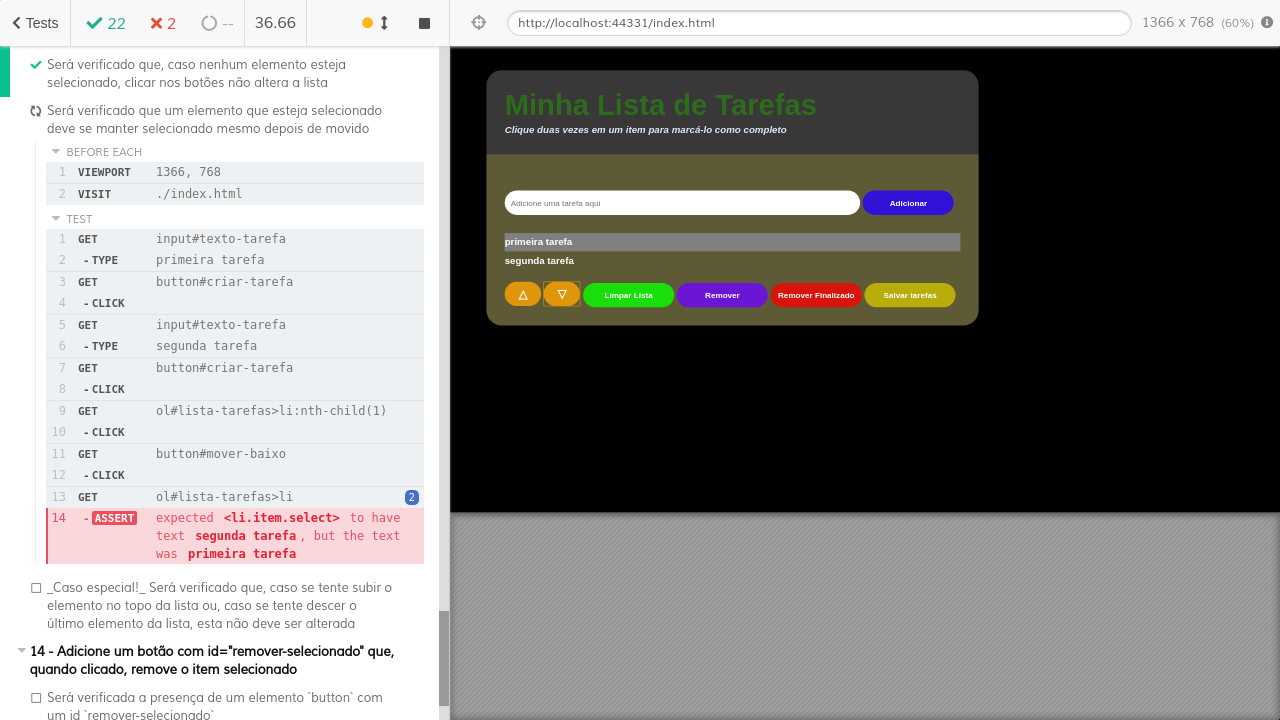 Tests 22 2 -- 36.66
http://localhost:44331/index.html 1366 x 768 (60%)
Será verificado que, caso nenhum elemento esteja
selecionado, clicar nos botões não altera a lista
Será verificado que um elemento que esteja selecionado
deve se manter selecionado mesmo depois de movido
BEFORE EACH
1 VIEWPORT 1366, 768
2 VISIT ./index.html
TEST
1 GET input#texto-tarefa
2 -TYPE primeira tarefa
3 GET button#criar-tarefa
4 -CLICK
5 GET input#texto-tarefa
6 -TYPE segunda tarefa
7 GET button#criar-tarefa
8 -CLICK
9 GET ol#lista-tarefas>li:nth-child(1)
10 -CLICK
11 GET button#mover-baixo
12 -CLICK
13 GET ol#lista-tarefas>li 2
14 -ASSERT expected <li.item.select> to have
text segunda tarefa, but the text
was primeira tarefa
_Caso especial!_ Será verificado que, caso se tente subir o
elemento no topo da lista ou, caso se tente descer o
último elemento da lista, esta não deve ser alterada
14 - Adicione um botão com id="remover-selecionado" que,
quando clicado, remove o item selecionado
Será verificada a presença de um elemento `button` com
um id `remover-selecionado`
Minha Lista de Tarefas
Clique duas vezes em um item para marcá-lo como completo
Adicione uma tarefa aqui Adicionar
primeira tarefa
segunda tarefa
△ ▽ Limpar Lista Remover Remover Finalizado Salvar tarefas